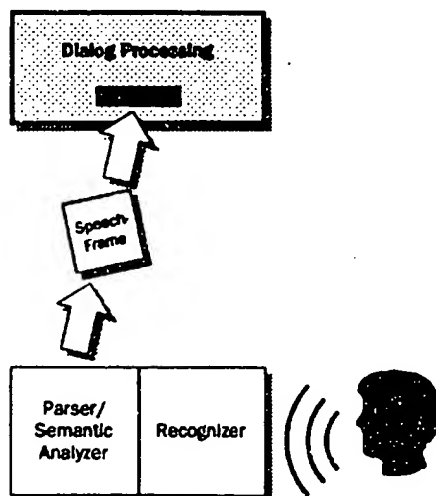 Dialog Processing
Speech-
Frame
Parser/
Semantic
Analyzer
Recognizer